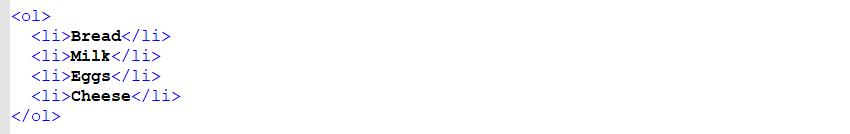 <ol>
  <li>Bread</li>
  <li>Milk</li>
  <li>Eggs</li>
  <li>Cheese</li>
</ol>